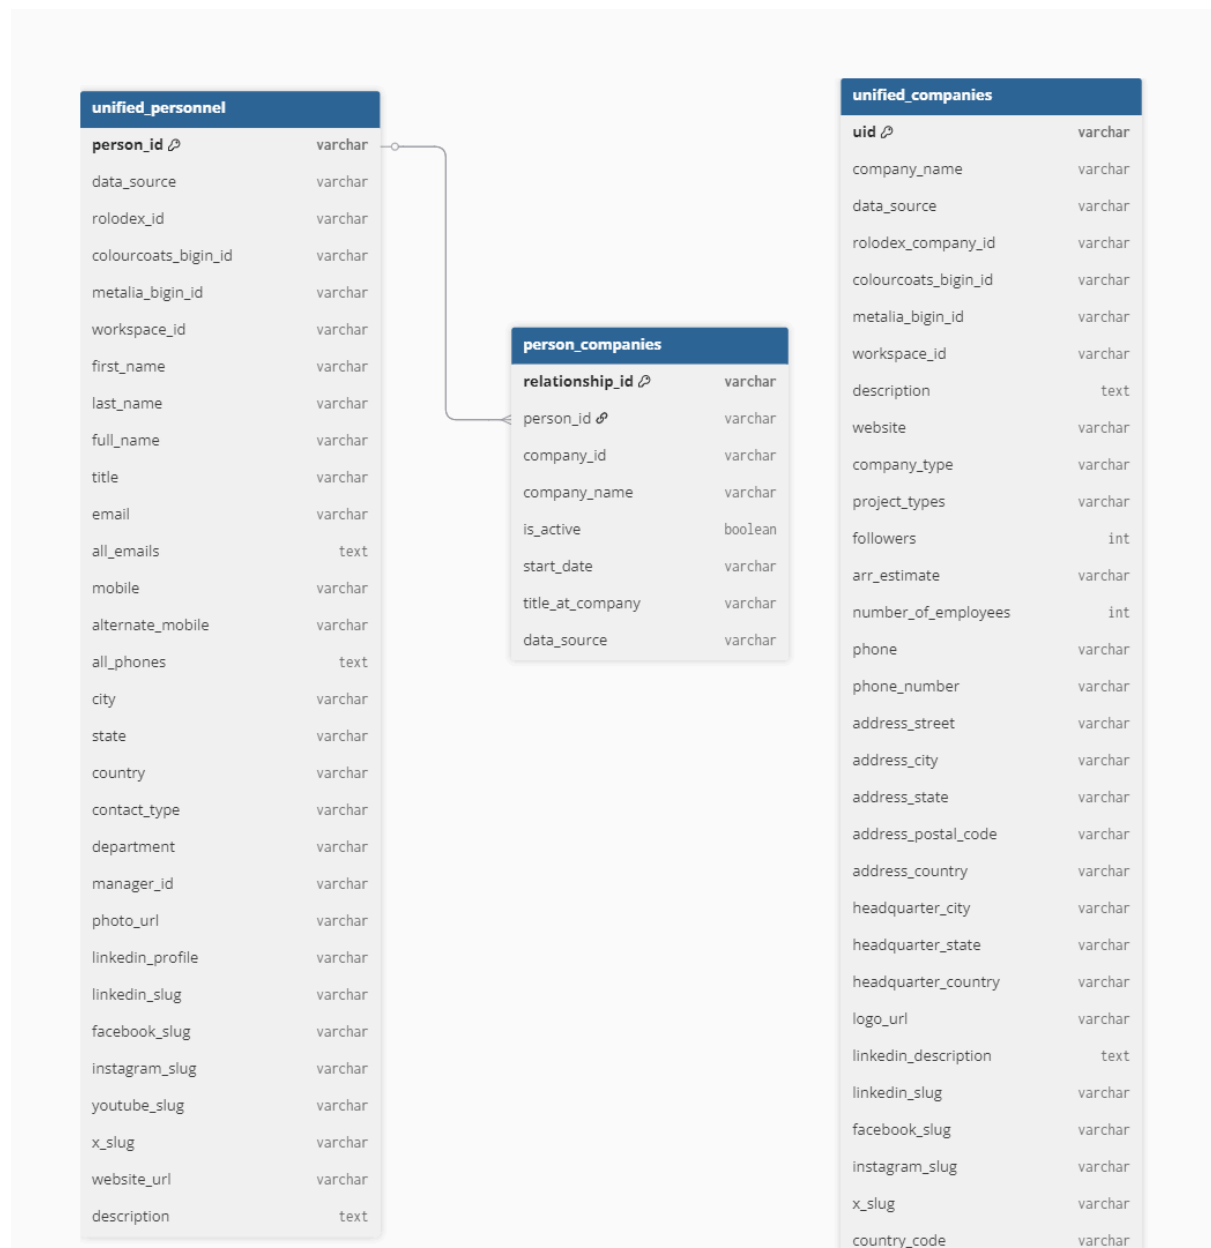 unified_personnel
person_id varchar
data_source varchar
rolodex_id varchar
colourcoats_bigin_id varchar
metalia_bigin_id varchar
workspace_id varchar
first_name varchar
last_name varchar
full_name varchar
title varchar
email varchar
all_emails text
mobile varchar
alternate_mobile varchar
all_phones text
city varchar
state varchar
country varchar
contact_type varchar
department varchar
manager_id varchar
photo_url varchar
linkedin_profile varchar
linkedin_slug varchar
facebook_slug varchar
instagram_slug varchar
youtube_slug varchar
x_slug varchar
website_url varchar
description text
person_companies
relationship_id varchar
person_id varchar
company_id varchar
company_name varchar
is_active boolean
start_date varchar
title_at_company varchar
data_source varchar
unified_companies
uid varchar
company_name varchar
data_source varchar
rolodex_company_id varchar
colourcoats_bigin_id varchar
metalia_bigin_id varchar
workspace_id varchar
description text
website varchar
company_type varchar
project_types varchar
followers int
arr_estimate varchar
number_of_employees int
phone varchar
phone_number varchar
address_street varchar
address_city varchar
address_state varchar
address_postal_code varchar
address_country varchar
headquarter_city varchar
headquarter_state varchar
headquarter_country varchar
logo_url varchar
linkedin_description text
linkedin_slug varchar
facebook_slug varchar
instagram_slug varchar
x_slug varchar
country_code varchar